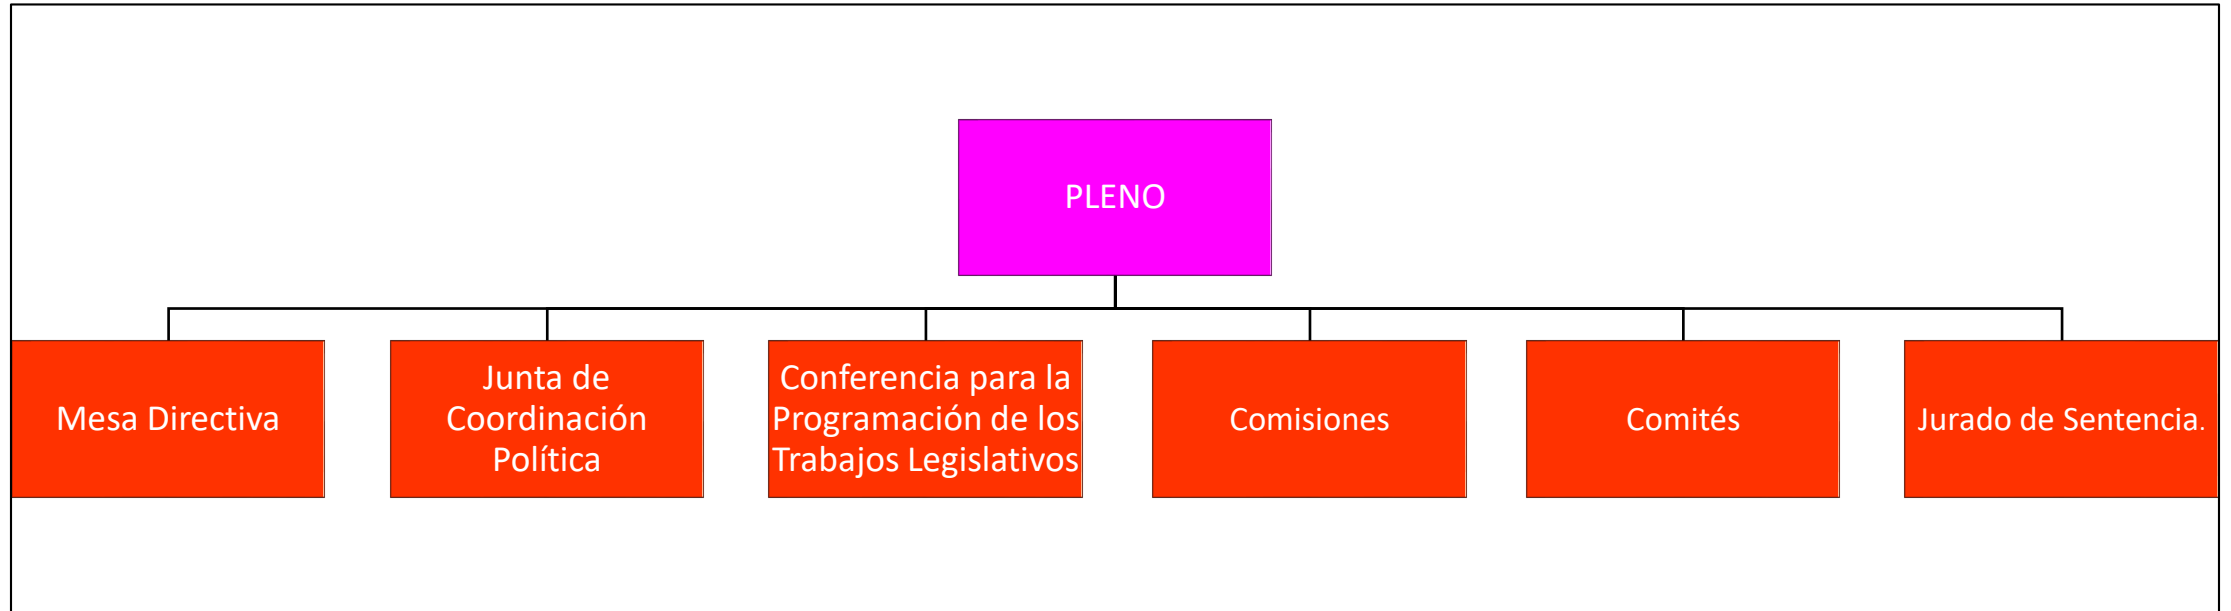 PLENO
Mesa Directiva
Junta de
Coordinación
Política
Conferencia para la
Programación de los
Trabajos Legislativos
Comisiones
Comités
Jurado de Sentencia.